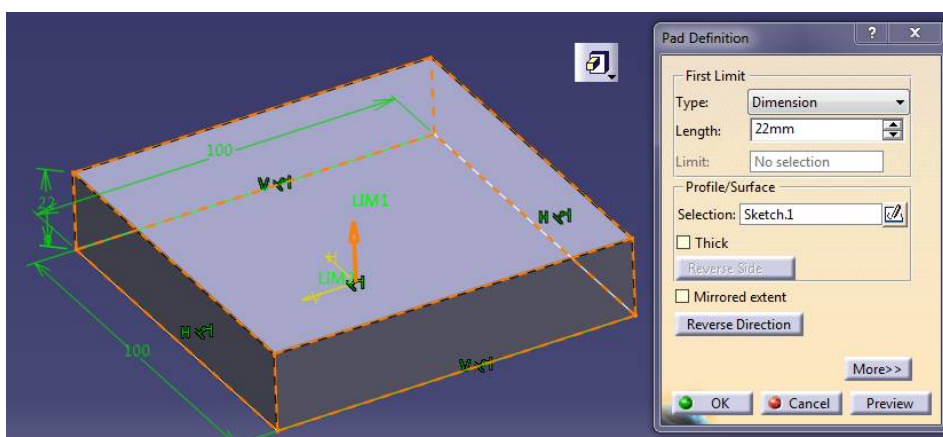 100
22
V
LIM1
H
LIM2
H
V
H
V
100
Pad Definition
? X
First Limit
Type: Dimension
Length: 22mm
Limit: No selection
Profile/Surface
Selection: Sketch.1
Thick
Reverse Side
Mirrored extent
Reverse Direction
More>>
OK Cancel Preview